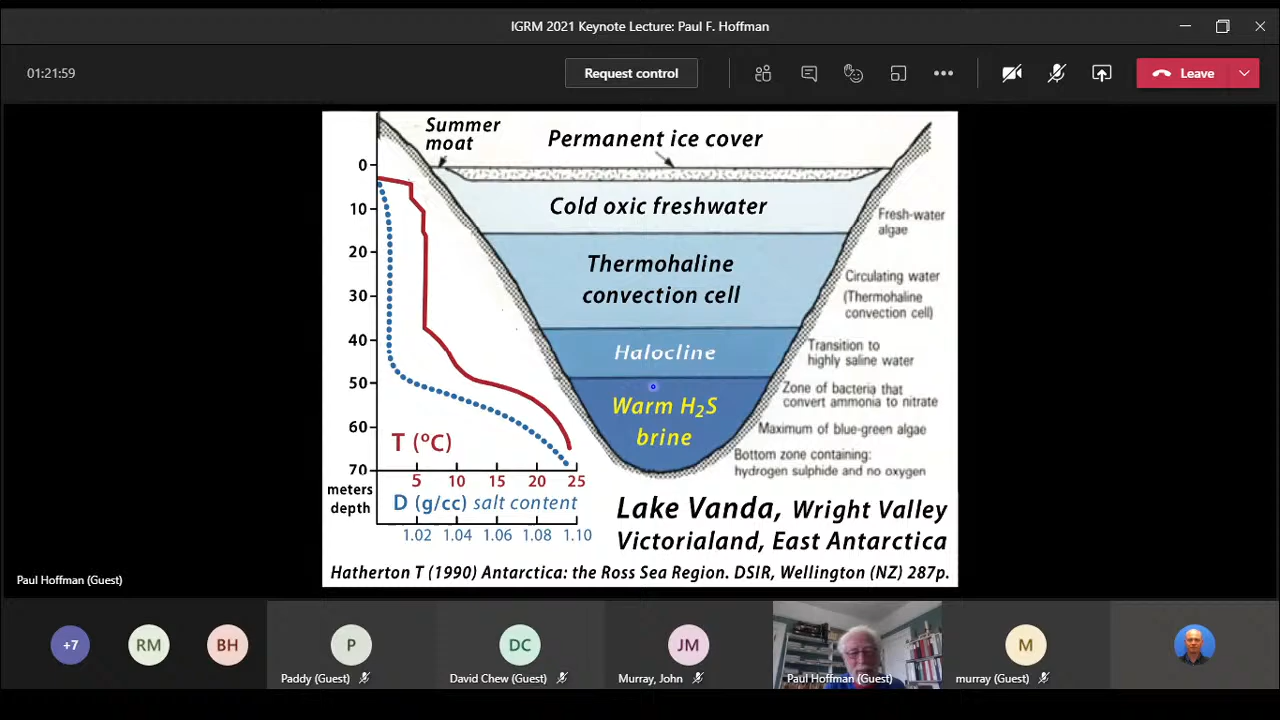 IGRM 2021 Keynote Lecture: Paul F. Hoffman
01:21:59
Request control
Leave
Summer
moat
Permanent ice cover
Cold oxic freshwater
Thermohaline
convection cell
Halocline
Warm H₂S
brine
Fresh-water
algae
Circulating water
(Thermohaline
convection cell)
Transition to
highly saline water
Zone of bacteria that
convert ammonia to nitrate
Maximum of blue-green algae
Bottom zone containing:
hydrogen sulphide and no oxygen
0
10
20
30
40
50
60
70
meters
depth
T (ºC)
5 10 15 20 25
D (g/cc) salt content
1.02 1.04 1.06 1.08 1.10
Lake Vanda, Wright Valley
Victorialand, East Antarctica
Hatherton T (1990) Antarctica: the Ross Sea Region. DSIR, Wellington (NZ) 287p.
Paul Hoffman (Guest)
+7
RM
BH
P
Paddy (Guest)
DC
David Chew (Guest)
JM
Murray, John
Paul Hoffman (Guest)
M
murray (Guest)